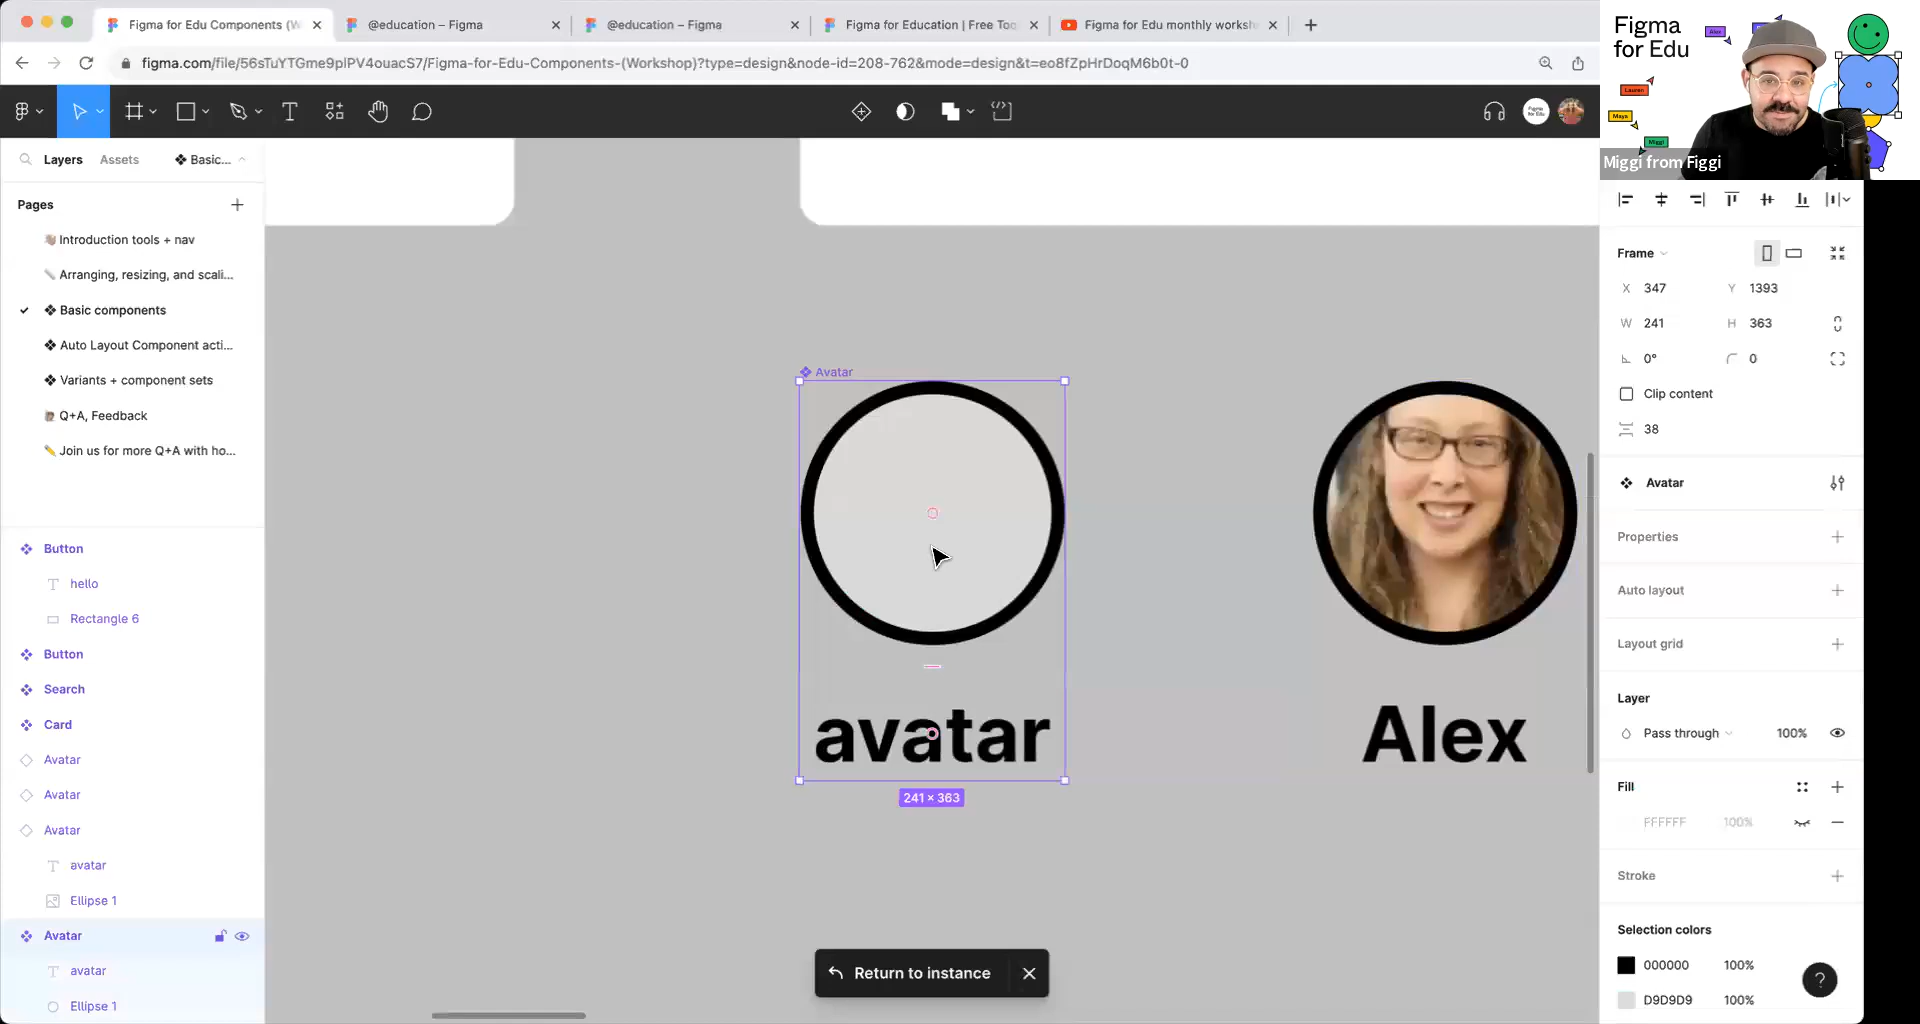 Figma for Edu Components (W
@education – Figma
@education – Figma
Figma for Education | Free Too
Figma for Edu monthly worksh
figma.com/file/56sTuYTGme9plPV4ouacS7/Figma-for-Edu-Components-(Workshop)?type=design&node-id=208-762&mode=design&t=eo8fZpHrDoqM6b0t-0
Figma
for Edu
Alex
Lauren
Maya
Miggi
Miggi from Figgi
Layers
Assets
Basic...
Pages
Introduction tools + nav
Arranging, resizing, and scali...
Basic components
Auto Layout Component acti...
Variants + component sets
Q+A, Feedback
Join us for more Q+A with ho...
Button
hello
Rectangle 6
Button
Search
Card
Avatar
Avatar
Avatar
avatar
Ellipse 1
Avatar
avatar
Ellipse 1
Avatar
avatar
241 × 363
Alex
Return to instance
Frame
X 347 Y 1393
W 241 H 363
0° 0
Clip content
38
Avatar
Properties
Auto layout
Layout grid
Layer
Pass through 100%
Fill
FFFFFF 100%
Stroke
Selection colors
000000 100%
D9D9D9 100%
?